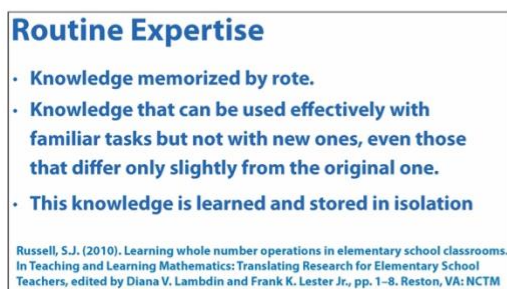 Routine Expertise
• Knowledge memorized by rote.
• Knowledge that can be used effectively with
familiar tasks but not with new ones, even those
that differ only slightly from the original one.
• This knowledge is learned and stored in isolation
Russell, S.J. (2010). Learning whole number operations in elementary school classrooms.
In Teaching and Learning Mathematics: Translating Research for Elementary School
Teachers, edited by Diana V. Lambdin and Frank K. Lester Jr., pp. 1–8. Reston, VA: NCTM